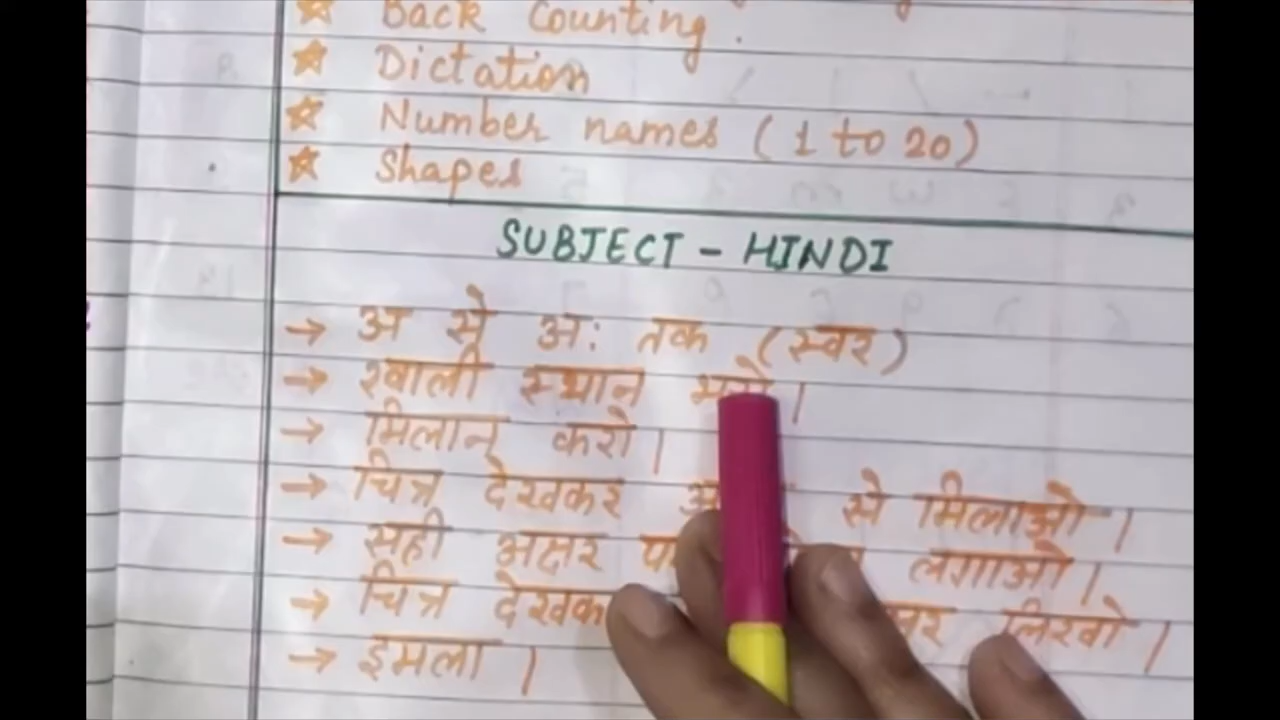 ☆ Back Counting.
☆ Dictation
☆ Number names (1 to 20)
☆ Shapes
SUBJECT - HINDI
→ अ से अः तक (स्वर)
→ खाली स्थान भरो।
→ मिलान करो।
→ चित्र देखकर से मिलाओ।
→ सही अक्षर लगाओ।
→ चित्र लिखो।
→ इमला।